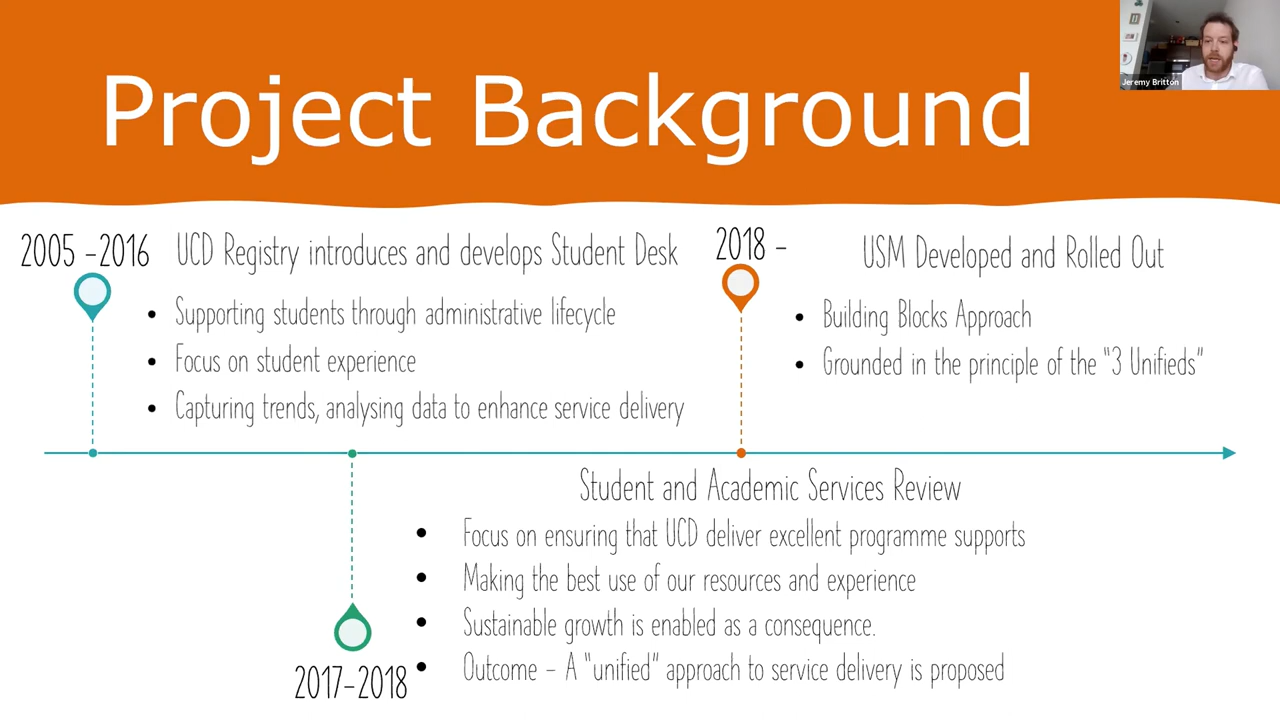 Project Background
Jeremy Britton
2005 -2016
UCD Registry introduces and develops Student Desk
• Supporting students through administrative lifecycle
• Focus on student experience
• Capturing trends, analysing data to enhance service delivery
2018 -
USM Developed and Rolled Out
• Building Blocks Approach
• Grounded in the principle of the "3 Unifieds"
2017-2018
Student and Academic Services Review
• Focus on ensuring that UCD deliver excellent programme supports
• Making the best use of our resources and experience
• Sustainable growth is enabled as a consequence.
• Outcome - A "unified" approach to service delivery is proposed